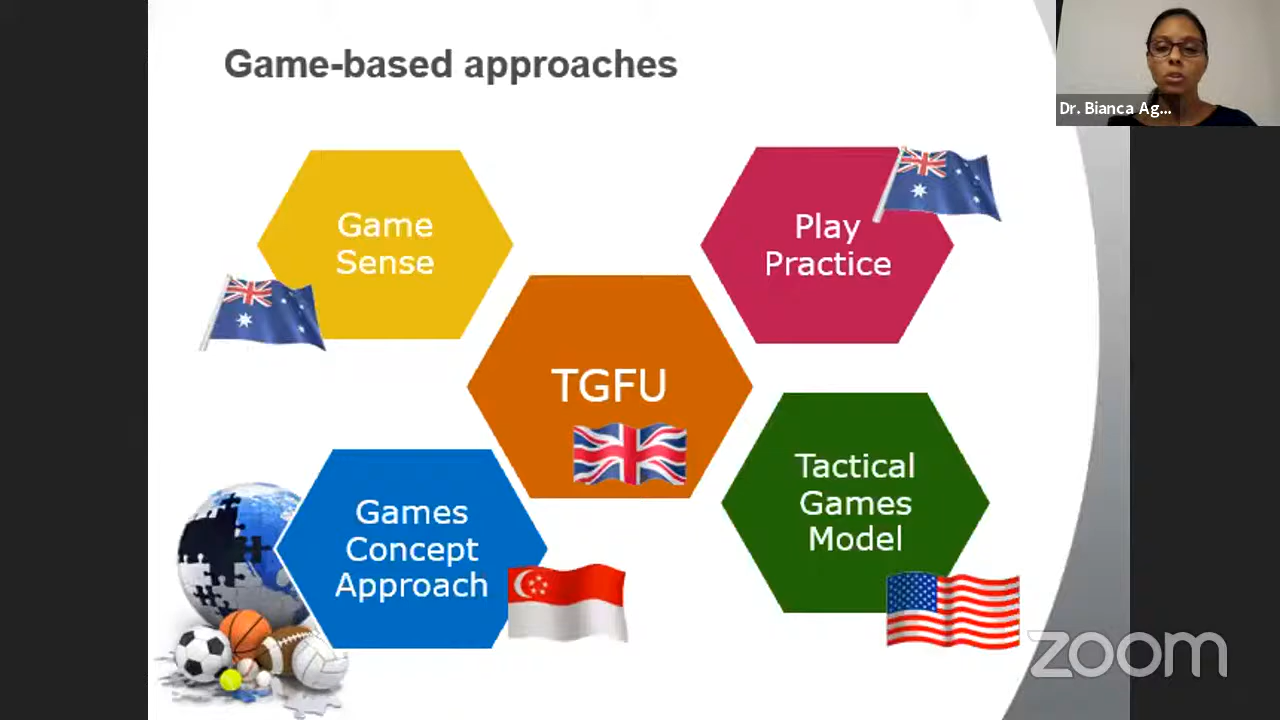 Game-based approaches
Dr. Bianca Ag...
Game
Sense
Play
Practice
TGFU
Tactical
Games
Model
Games
Concept
Approach
zoom